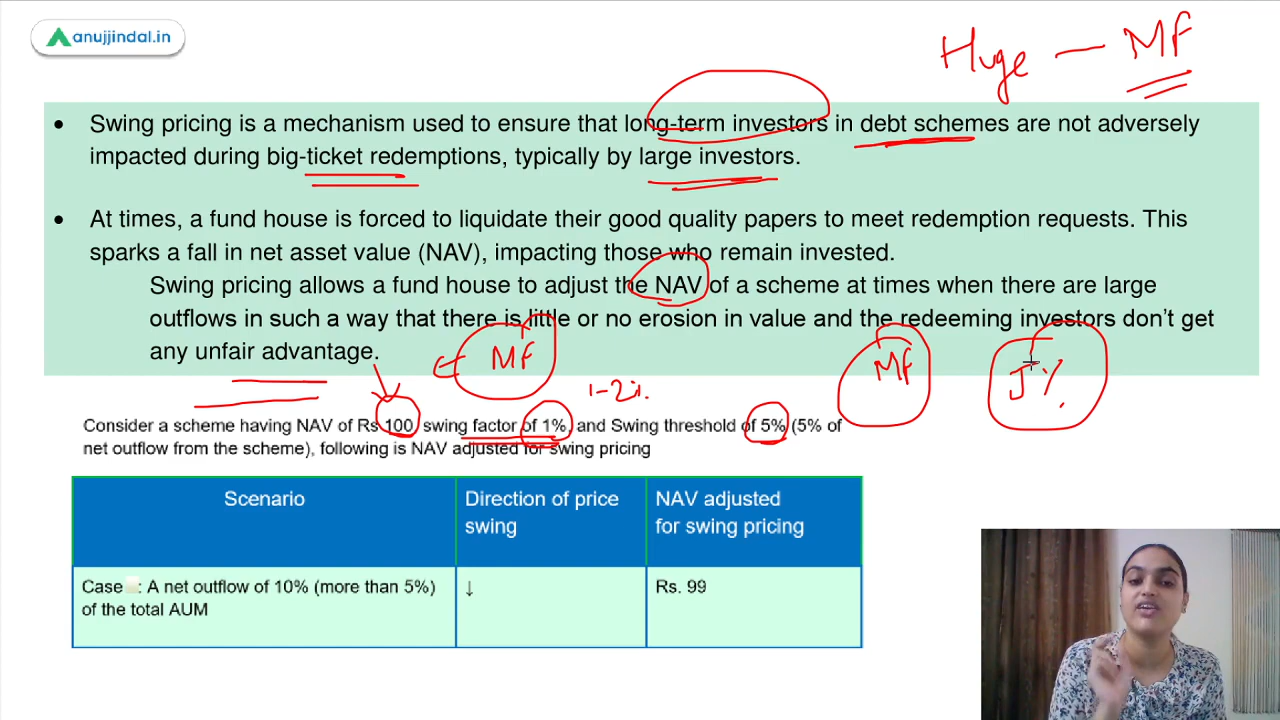 anujjindal.in
Huge — MF
• Swing pricing is a mechanism used to ensure that long-term investors in debt schemes are not adversely
impacted during big-ticket redemptions, typically by large investors.
• At times, a fund house is forced to liquidate their good quality papers to meet redemption requests. This
sparks a fall in net asset value (NAV), impacting those who remain invested.
Swing pricing allows a fund house to adjust the NAV of a scheme at times when there are large
outflows in such a way that there is little or no erosion in value and the redeeming investors don’t get
any unfair advantage.
MF
MF
1-2%.
Consider a scheme having NAV of Rs 100, swing factor of 1%, and Swing threshold of 5% (5% of
net outflow from the scheme), following is NAV adjusted for swing pricing
Scenario
Direction of price
swing
NAV adjusted
for swing pricing
Case : A net outflow of 10% (more than 5%)
of the total AUM
↓
Rs. 99